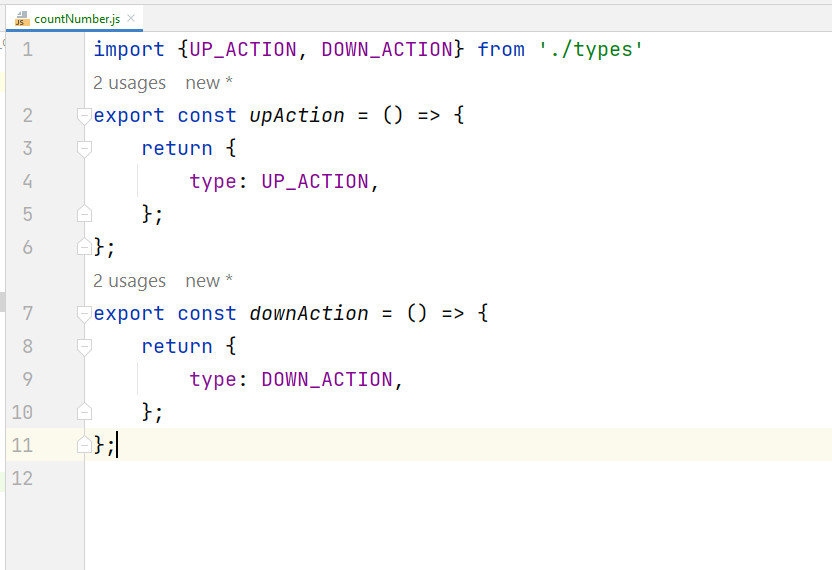 countNumber.js
1 import {UP_ACTION, DOWN_ACTION} from './types'
2 usages new *
2 export const upAction = () => {
3 return {
4 type: UP_ACTION,
5 };
6 };
2 usages new *
7 export const downAction = () => {
8 return {
9 type: DOWN_ACTION,
10 };
11 };
12